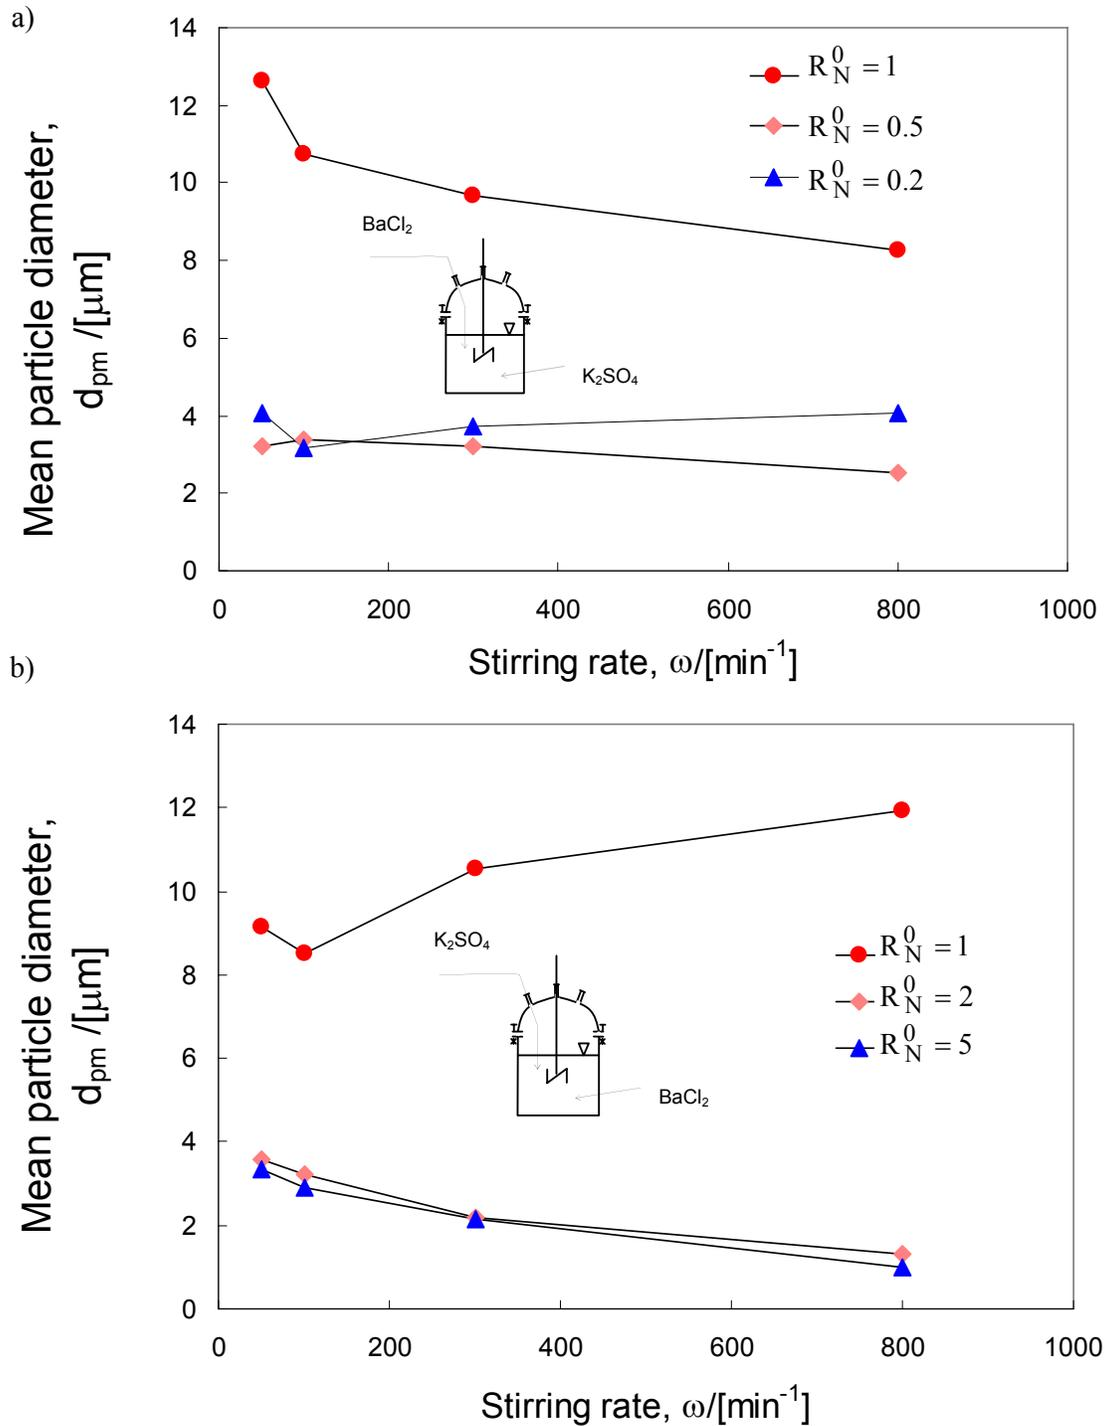 a)
14
12
10
8
6
4
2
0
Mean particle diameter,
dpm /[μm]
R⁰N = 1
R⁰N = 0.5
R⁰N = 0.2
BaCl₂
K₂SO₄
0 200 400 600 800 1000
Stirring rate, ω/[min⁻¹]
b)
14
12
10
8
6
4
2
0
Mean particle diameter,
dpm /[μm]
K₂SO₄
R⁰N = 1
R⁰N = 2
R⁰N = 5
BaCl₂
0 200 400 600 800 1000
Stirring rate, ω/[min⁻¹]